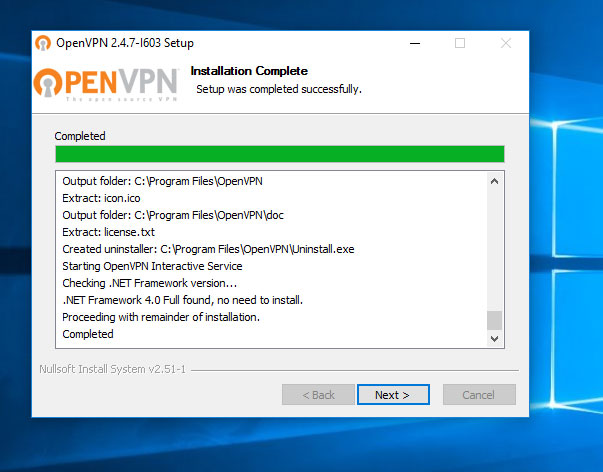 OpenVPN 2.4.7-I603 Setup
OPENVPN
The open source VPN
Installation Complete
Setup was completed successfully.
Completed
Output folder: C:\Program Files\OpenVPN
Extract: icon.ico
Output folder: C:\Program Files\OpenVPN\doc
Extract: license.txt
Created uninstaller: C:\Program Files\OpenVPN\Uninstall.exe
Starting OpenVPN Interactive Service
Checking .NET Framework version...
.NET Framework 4.0 Full found, no need to install.
Proceeding with remainder of installation.
Completed
Nullsoft Install System v2.51-1
< Back
Next >
Cancel